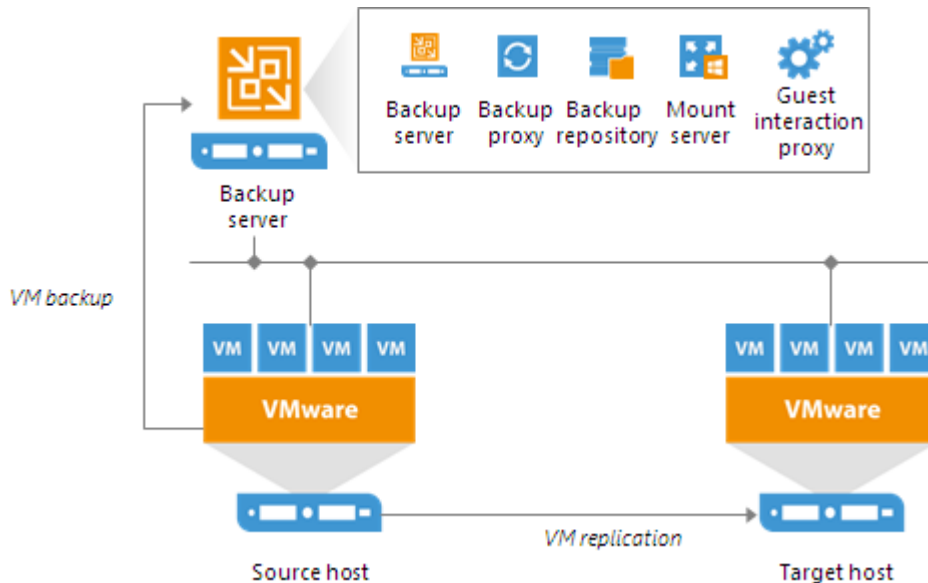 Backup
server
Backup
proxy
Backup
repository
Mount
server
Guest
interaction
proxy
Backup
server
VM backup
VM
VM
VM
VM
VM
VM
VM
VM
VMware
VMware
VM replication
Source host
Target host